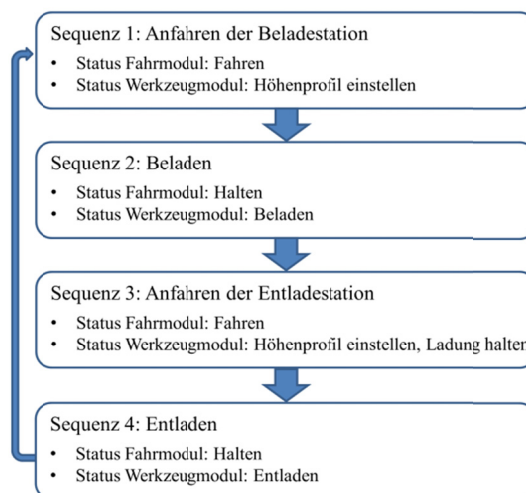 Sequenz 1: Anfahren der Beladestation
• Status Fahrmodul: Fahren
• Status Werkzeugmodul: Höhenprofil einstellen
Sequenz 2: Beladen
• Status Fahrmodul: Halten
• Status Werkzeugmodul: Beladen
Sequenz 3: Anfahren der Entladestation
• Status Fahrmodul: Fahren
• Status Werkzeugmodul: Höhenprofil einstellen, Ladung halten
Sequenz 4: Entladen
• Status Fahrmodul: Halten
• Status Werkzeugmodul: Entladen